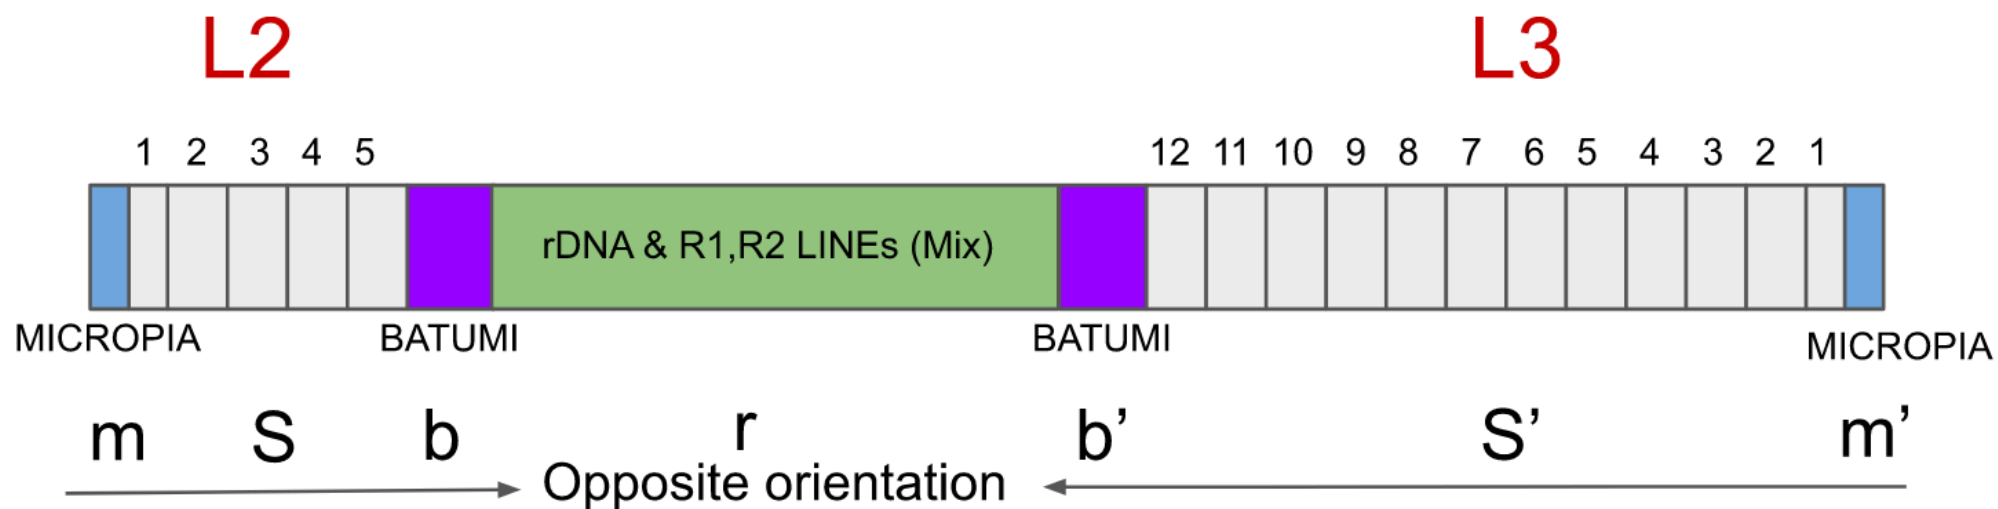 L2 L3
1 2 3 4 5 12 11 10 9 8 7 6 5 4 3 2 1
rDNA & R1,R2 LINEs (Mix)
MICROPIA BATUMI BATUMI MICROPIA
m S b r b’ S’ m’
Opposite orientation